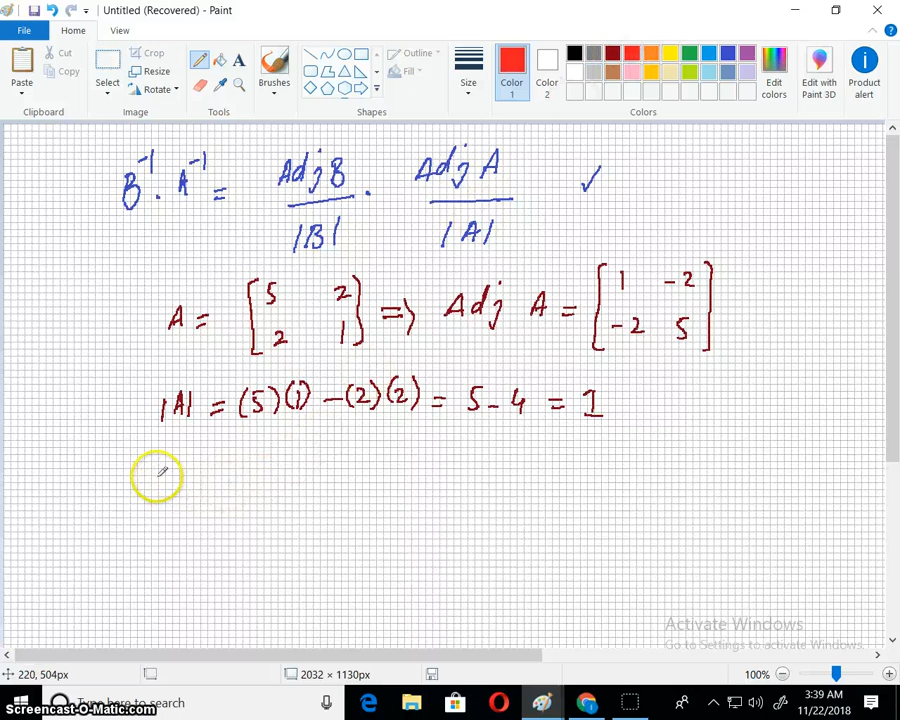 Untitled (Recovered) - Paint
File Home View
Paste Cut Copy Clipboard
Select Crop Resize Rotate Image
Tools
Brushes
Outline Fill Shapes
Size
Color 1 Color 2 Edit colors Colors
Edit with Paint 3D
Product alert
B⁻¹ . A⁻¹ = Adj B / |B| . Adj A / |A| ✓
A = [5 2; 2 1] => Adj A = [1 -2; -2 5]
|A| = (5)(1) - (2)(2) = 5 - 4 = 1
Activate Windows
Go to Settings to activate Windows.
220, 504px 2032 × 1130px 100%
Type here to search
3:39 AM
11/22/2018
Screencast-O-Matic.com